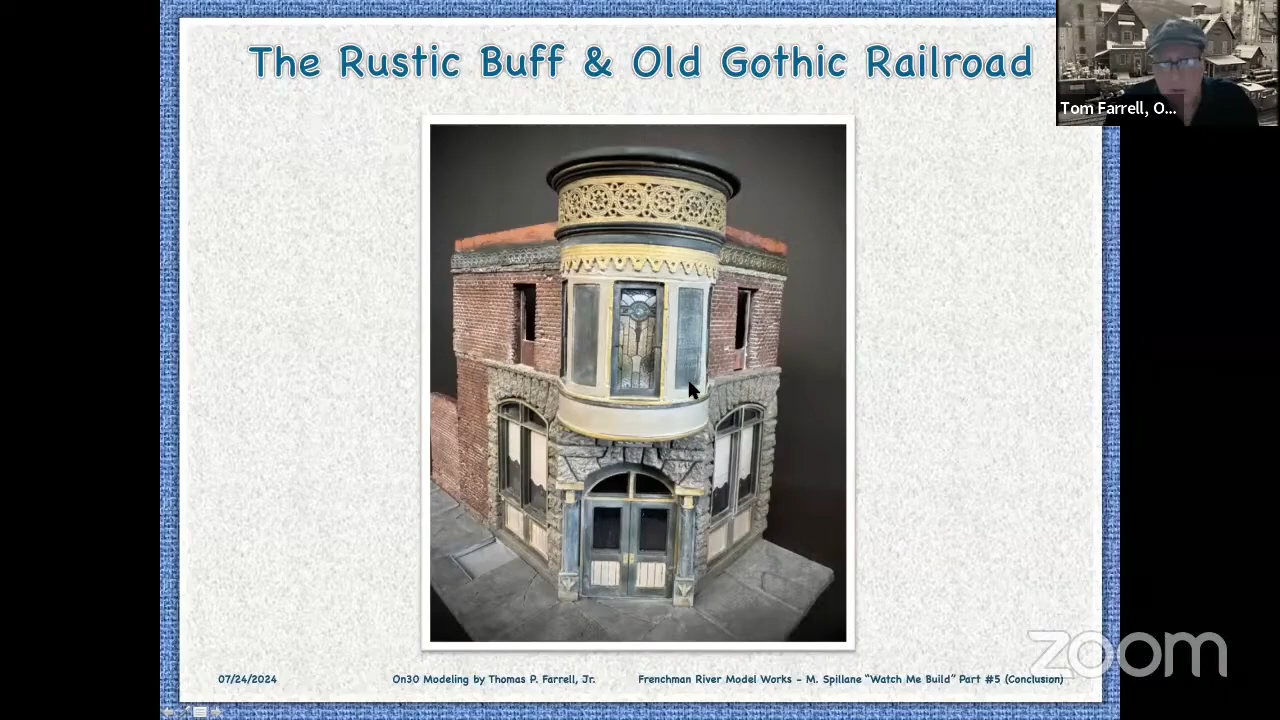 The Rustic Buff & Old Gothic Railroad
Tom Farrell, O...
zoom
07/24/2024
On30 Modeling by Thomas P. Farrell, Jr.
Frenchman River Model Works – M. Spillane “Watch Me Build” Part #5 (Conclusion)